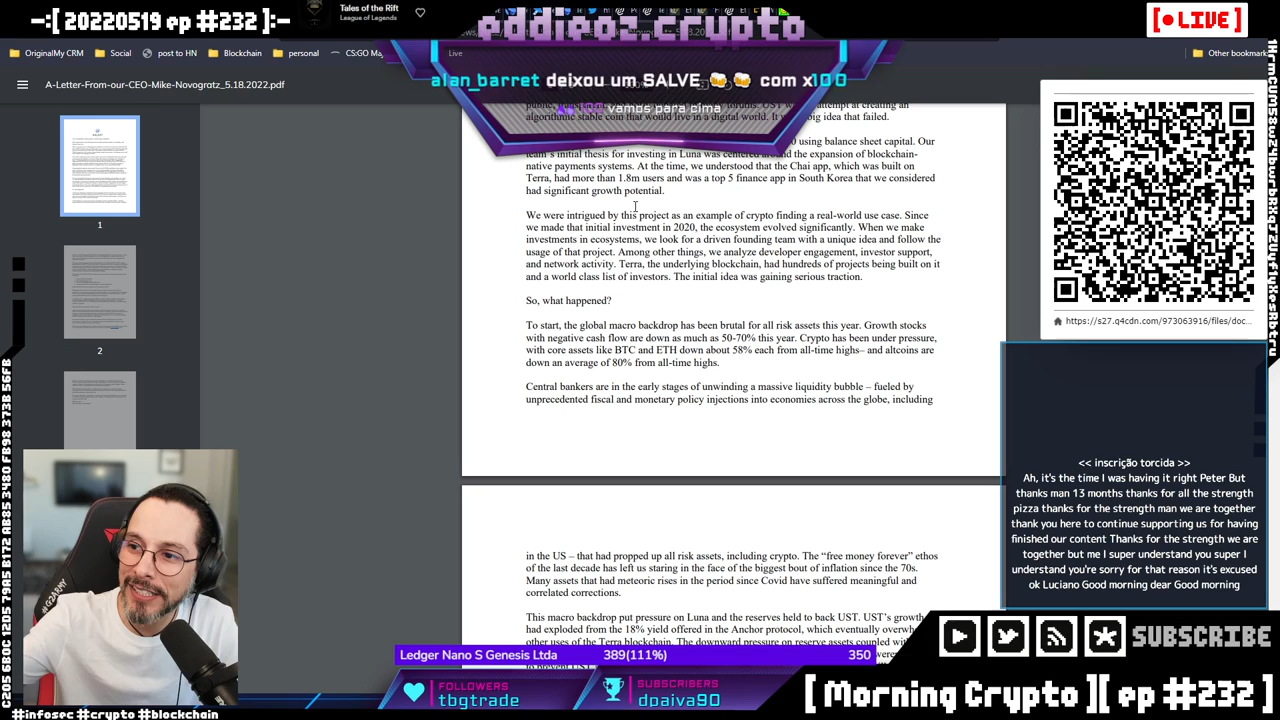 -:[ 20220519 ep #232 ]:-
Tales of the Rift
League of Legends
eddieoz.crypto
[● LIVE]
OriginalMy CRM
Social
post to HN
Blockchain
personal
CS:GO Ma
Live
Other bookmark
alan_barret deixou um SALVE 🍻 🍻 com x100
vamos para cima
A-Letter-From-our-CEO-Mike-Novogrotz_5.18.2022.pdf
algorithmic stable coin that would live in a digital world. It
big idea that failed.
using balance sheet capital. Our
team's initial thesis for investing in Luna was centered around the expansion of blockchain-
native payments systems. At the time, we understood that the Chai app, which was built on
Terra, had more than 1.8m users and was a top 5 finance app in South Korea that we considered
had significant growth potential.
We were intrigued by this project as an example of crypto finding a real-world use case. Since
we made that initial investment in 2020, the ecosystem evolved significantly. When we make
investments in ecosystems, we look for a driven founding team with a unique idea and follow the
usage of that project. Among other things, we analyze developer engagement, investor support,
and network activity. Terra, the underlying blockchain, had hundreds of projects being built on it
and a world class list of investors. The initial idea was gaining serious traction.
So, what happened?
To start, the global macro backdrop has been brutal for all risk assets this year. Growth stocks
with negative cash flow are down as much as 50-70% this year. Crypto has been under pressure,
with core assets like BTC and ETH down about 58% each from all-time highs– and altcoins are
down an average of 80% from all-time highs.
Central bankers are in the early stages of unwinding a massive liquidity bubble – fueled by
unprecedented fiscal and monetary policy injections into economies across the globe, including
in the US – that had propped up all risk assets, including crypto. The “free money forever” ethos
of the last decade has left us staring in the face of the biggest bout of inflation since the 70s.
Many assets that had meteoric rises in the period since Covid have suffered meaningful and
correlated corrections.
This macro backdrop put pressure on Luna and the reserves held to back UST. UST's growth
had exploded from the 18% yield offered in the Anchor protocol, which eventually overwh
other uses of the Terra blockchain. The downward pressure on reserve assets coupled wit
1
2
https://s27.q4cdn.com/973063916/files/doc...
<< inscrição torcida >>
Ah, it's the time I was having it right Peter But
thanks man 13 months thanks for all the strength
pizza thanks for the strength man we are together
thank you here to continue supporting us for having
finished our content Thanks for the strength we are
together but me I super understand you super I
understand you're sorry for that reason it's excused
ok Luciano Good morning dear Good morning
Ledger Nano S Genesis Ltda
389(111%)
350
FOLLOWERS
tbgtrade
SUBSCRIBERS
dpaiva90
SUBSCRIBE
[ Morning Crypto ][ ep #232 ]
#crypto #blockchain